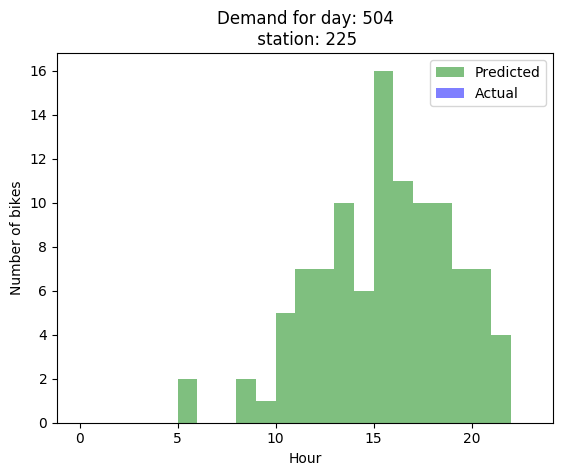 Demand for day: 504
station: 225
Predicted
Actual
Number of bikes
16
14
12
10
8
6
4
2
0
0
5
10
15
20
Hour